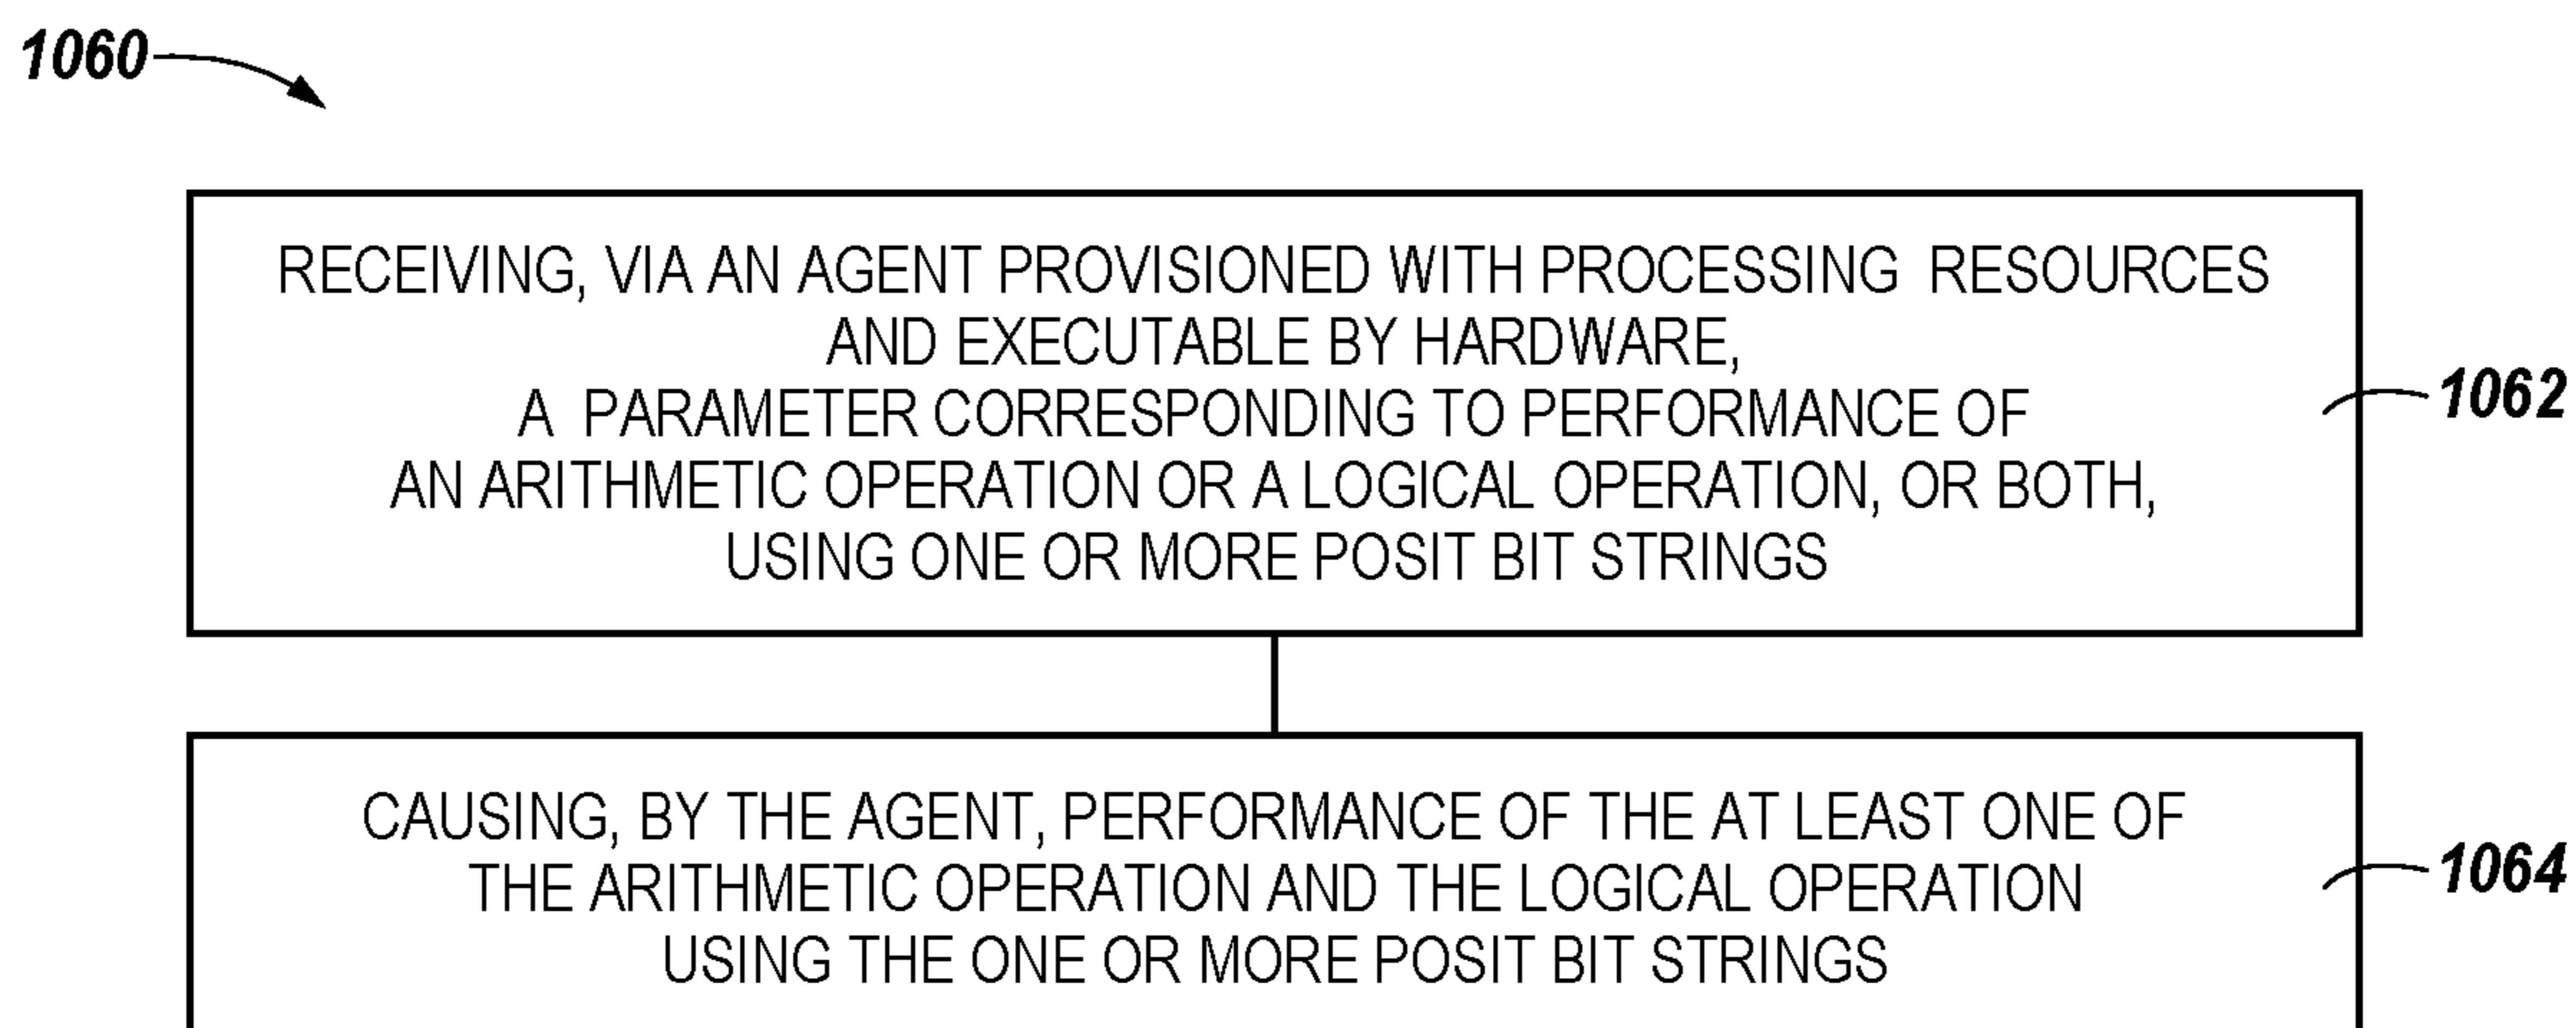 1060
RECEIVING, VIA AN AGENT PROVISIONED WITH PROCESSING RESOURCES
AND EXECUTABLE BY HARDWARE,
A PARAMETER CORRESPONDING TO PERFORMANCE OF
AN ARITHMETIC OPERATION OR A LOGICAL OPERATION, OR BOTH,
USING ONE OR MORE POSIT BIT STRINGS
1062
CAUSING, BY THE AGENT, PERFORMANCE OF THE AT LEAST ONE OF
THE ARITHMETIC OPERATION AND THE LOGICAL OPERATION
USING THE ONE OR MORE POSIT BIT STRINGS
1064